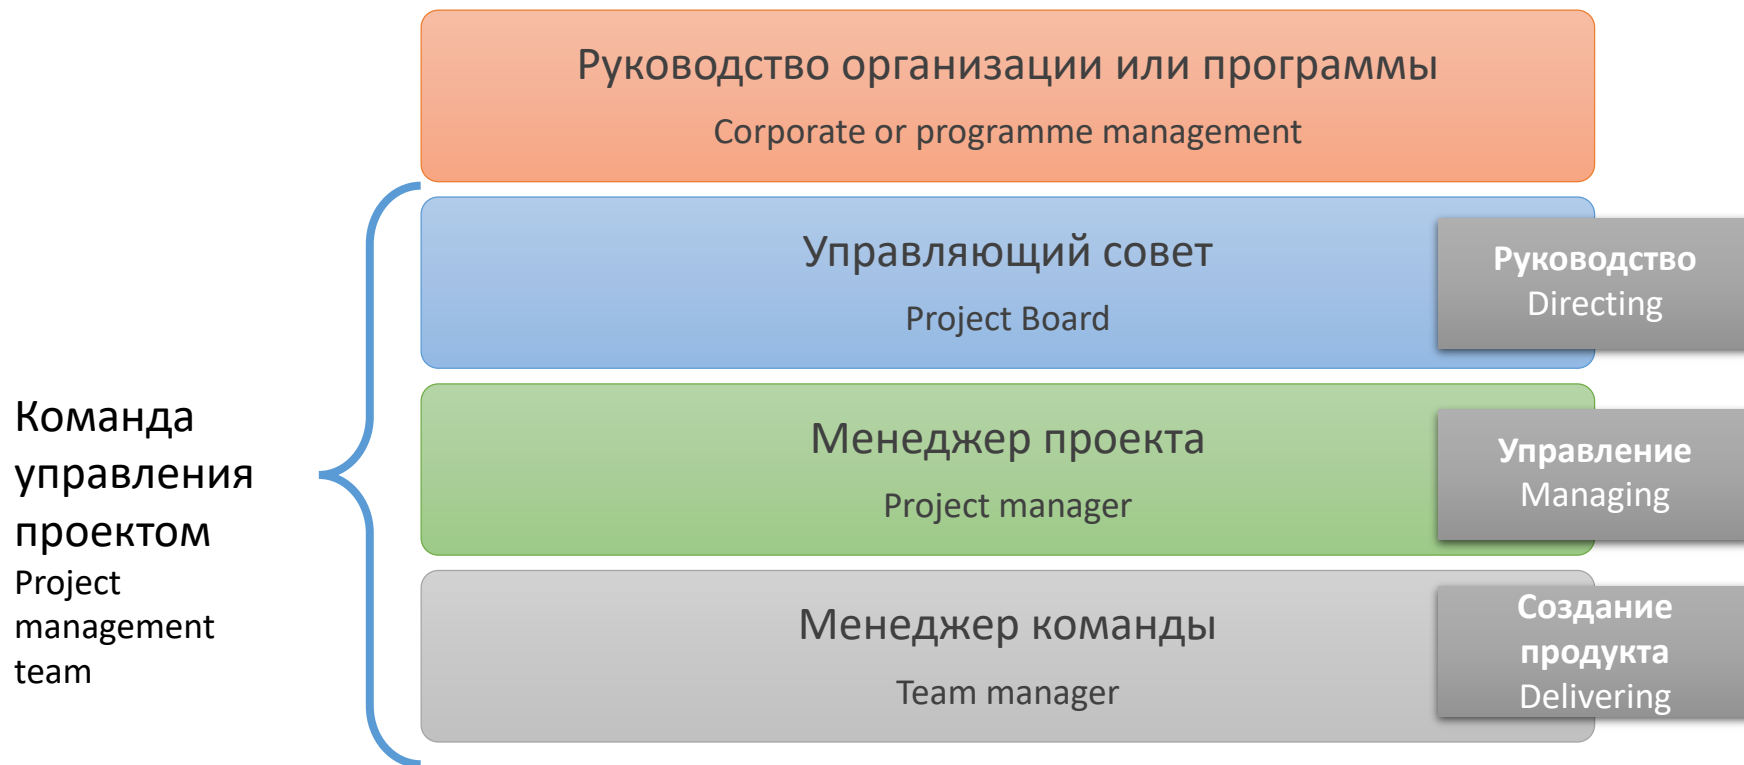 Руководство организации или программы
Corporate or programme management
Управляющий совет
Project Board
Руководство
Directing
Команда
управления
проектом
Project
management
team
Менеджер проекта
Project manager
Управление
Managing
Менеджер команды
Team manager
Создание
продукта
Delivering